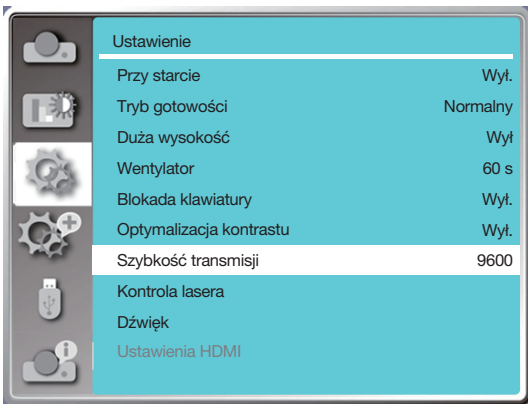 Ustawienie
Przy starcie Wył.
Tryb gotowości Normalny
Duża wysokość Wył
Wentylator 60 s
Blokada klawiatury Wył.
Optymalizacja kontrastu Wył.
Szybkość transmisji 9600
Kontrola lasera
Dźwięk
Ustawienia HDMI